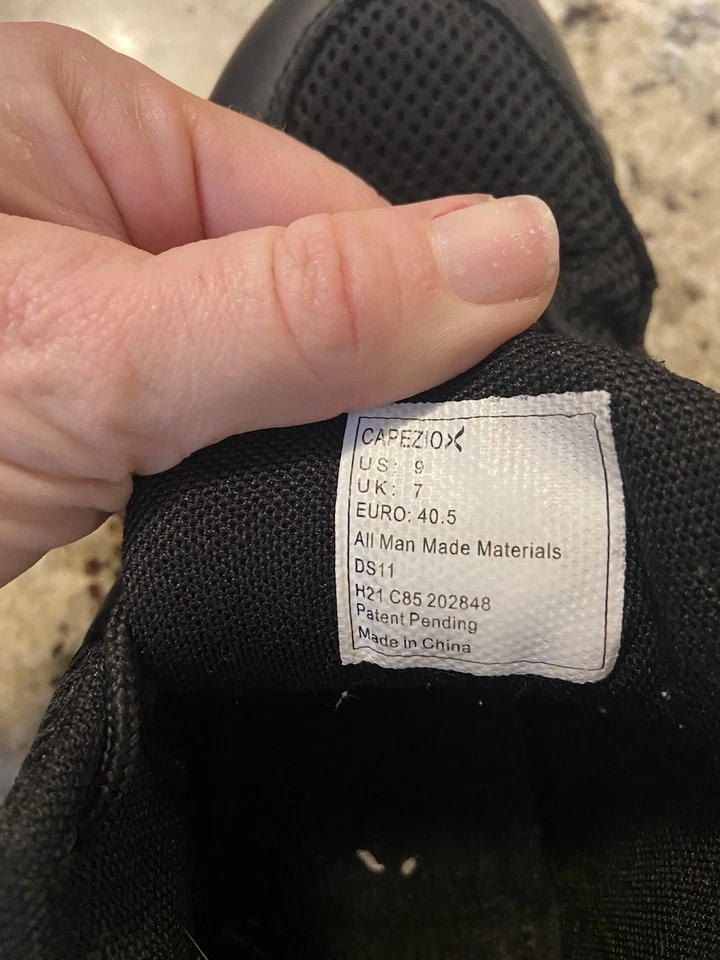 CAPEZIO
US: 9
UK: 7
EURO: 40.5
All Man Made Materials
DS11
H21 C85 202848
Patent Pending
Made in China